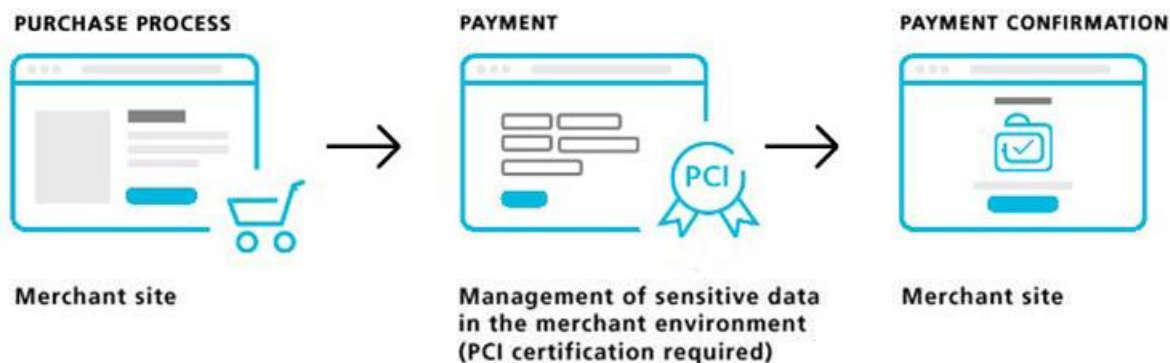 PURCHASE PROCESS
PAYMENT
PAYMENT CONFIRMATION
PCI
Merchant site
Management of sensitive data
in the merchant environment
(PCI certification required)
Merchant site